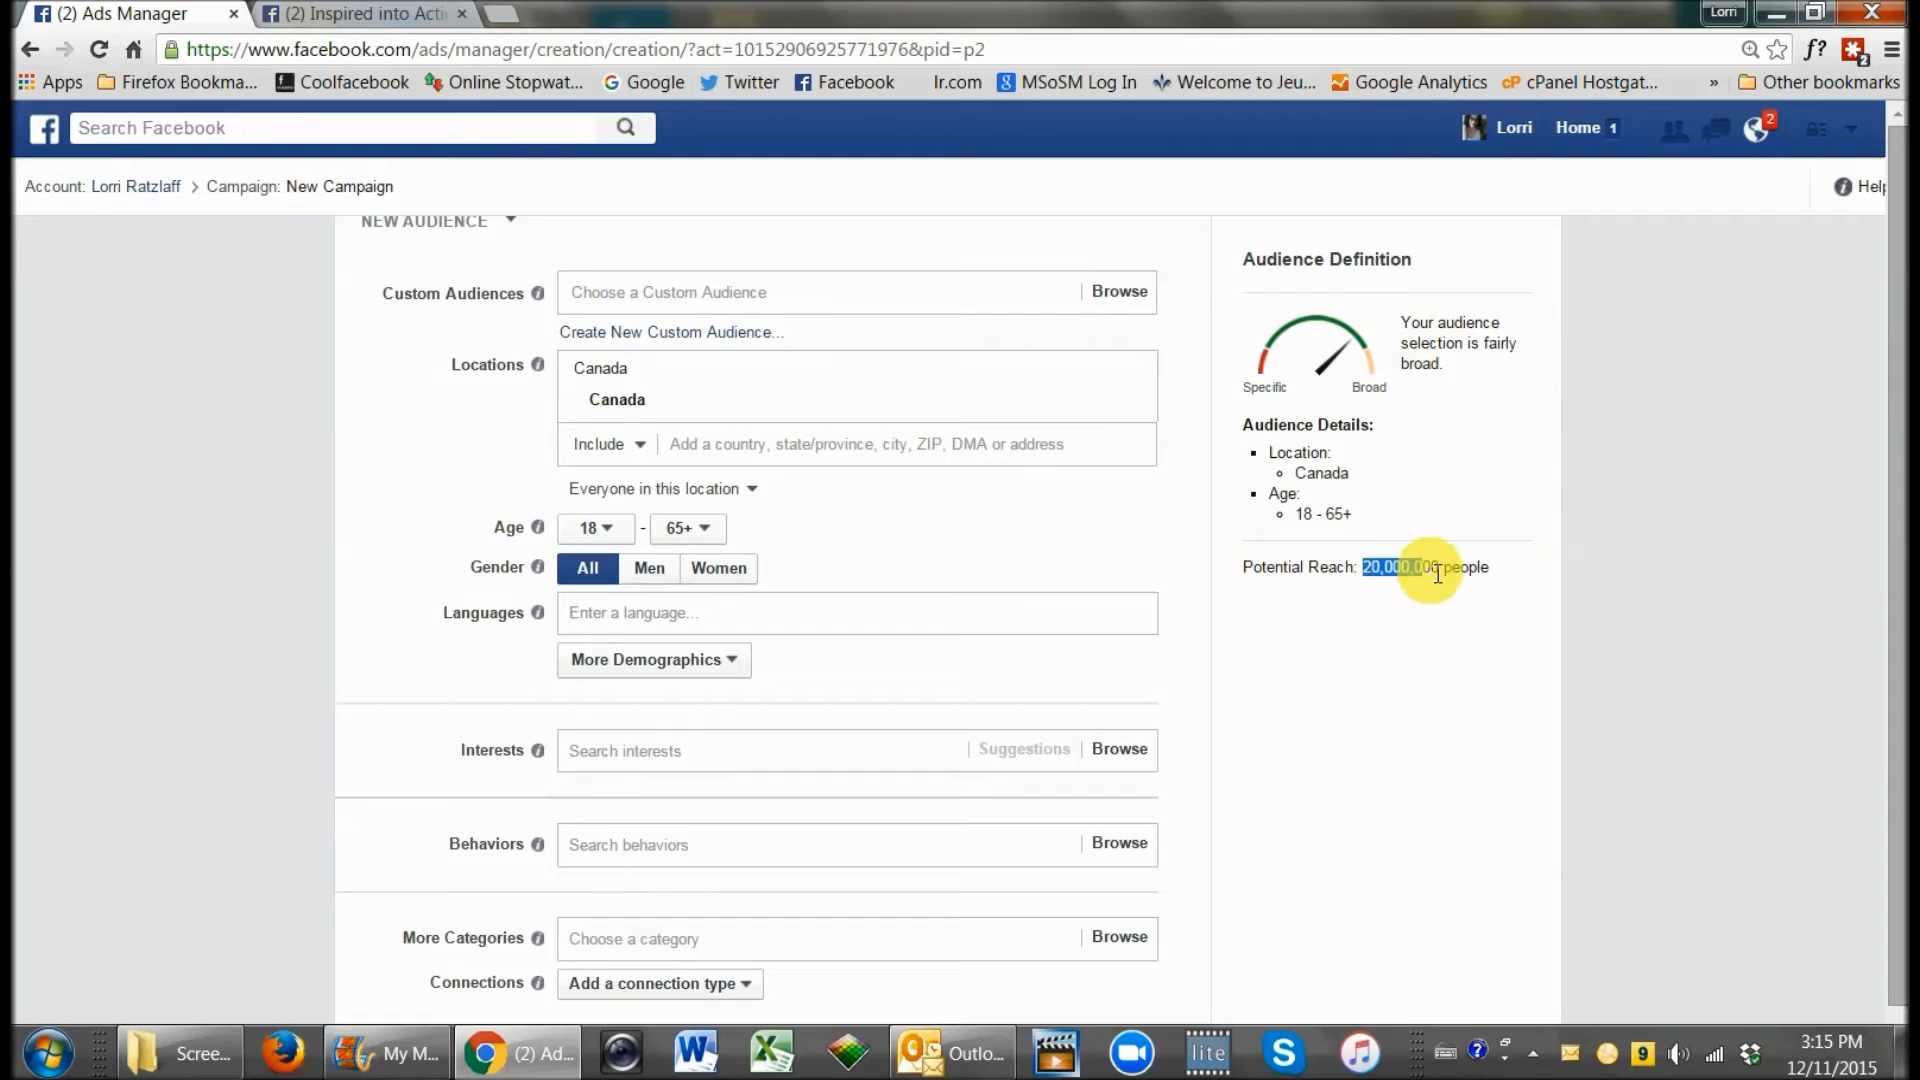 (2) Ads Manager
(2) Inspired into Acti
Lorri
https://www.facebook.com/ads/manager/creation/creation/?act=10152906925771976&pid=p2
f?
2
Apps
Firefox Bookma...
Coolfacebook
Online Stopwat...
Google
Twitter
Facebook
lr.com
MSoSM Log In
Welcome to Jeu...
Google Analytics
cPanel Hostgat...
»
Other bookmarks
Search Facebook
Lorri
Home 1
2
Account: Lorri Ratzlaff > Campaign: New Campaign
Help
NEW AUDIENCE
Custom Audiences
Choose a Custom Audience
Browse
Create New Custom Audience...
Locations
Canada
Canada
Include
Add a country, state/province, city, ZIP, DMA or address
Everyone in this location
Age
18
-
65+
Gender
All
Men
Women
Languages
Enter a language...
More Demographics
Interests
Search interests
Suggestions
Browse
Behaviors
Search behaviors
Browse
More Categories
Choose a category
Browse
Connections
Add a connection type
Audience Definition
Your audience
selection is fairly
broad.
Specific
Broad
Audience Details:
Location:
Canada
Age:
18 - 65+
Potential Reach: 20,000,000 people
Scree...
My M...
(2) Ad...
Outlo...
lite
9
3:15 PM
12/11/2015